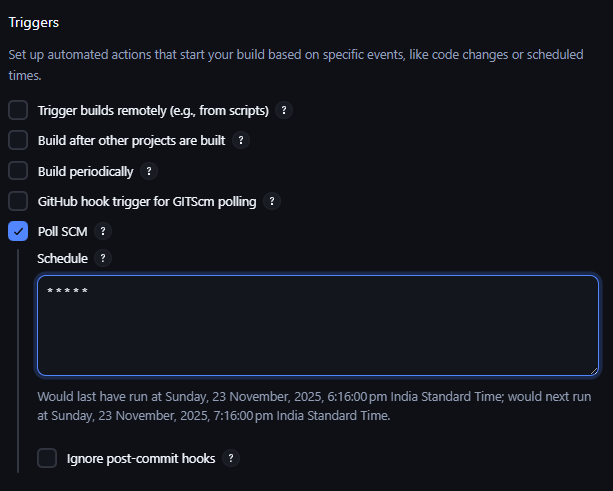 Triggers
Set up automated actions that start your build based on specific events, like code changes or scheduled
times.
Trigger builds remotely (e.g., from scripts) ?
Build after other projects are built ?
Build periodically ?
GitHub hook trigger for GITScm polling ?
Poll SCM ?
Schedule ?
* * * * *
Would last have run at Sunday, 23 November, 2025, 6:16:00 pm India Standard Time; would next run
at Sunday, 23 November, 2025, 7:16:00 pm India Standard Time.
Ignore post-commit hooks ?